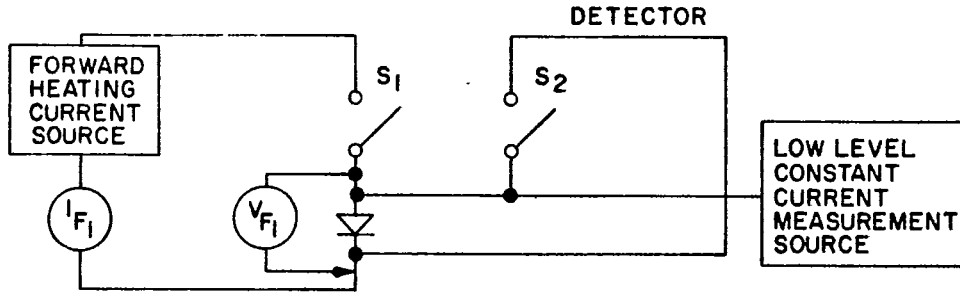 DETECTOR
FORWARD
HEATING
CURRENT
SOURCE
S1
S2
LOW LEVEL
CONSTANT
CURRENT
MEASUREMENT
SOURCE
IF1
VF1